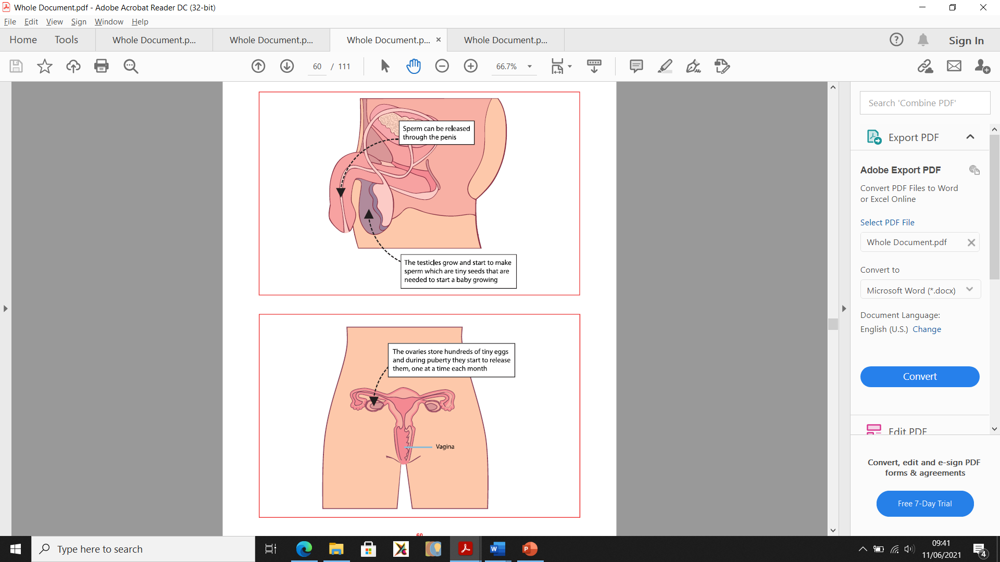 Whole Document.pdf - Adobe Acrobat Reader DC (32-bit)
File Edit View Sign Window Help
Home Tools Whole Document.p... Whole Document.p... Whole Document.p... × Whole Document.p... Sign In
60 / 111 66.7%
Sperm can be released
through the penis
The testicles grow and start to make
sperm which are tiny seeds that are
needed to start a baby growing
The ovaries store hundreds of tiny eggs
and during puberty they start to release
them, one at a time each month
Vagina
60
Search 'Combine PDF'
Export PDF
Adobe Export PDF
Convert PDF Files to Word
or Excel Online
Select PDF File
Whole Document.pdf
Convert to
Microsoft Word (*.docx)
Document Language:
English (U.S.) Change
Convert
Edit PDF
Convert, edit and e-sign PDF
forms & agreements
Free 7-Day Trial
Type here to search
09:41
11/06/2021
4